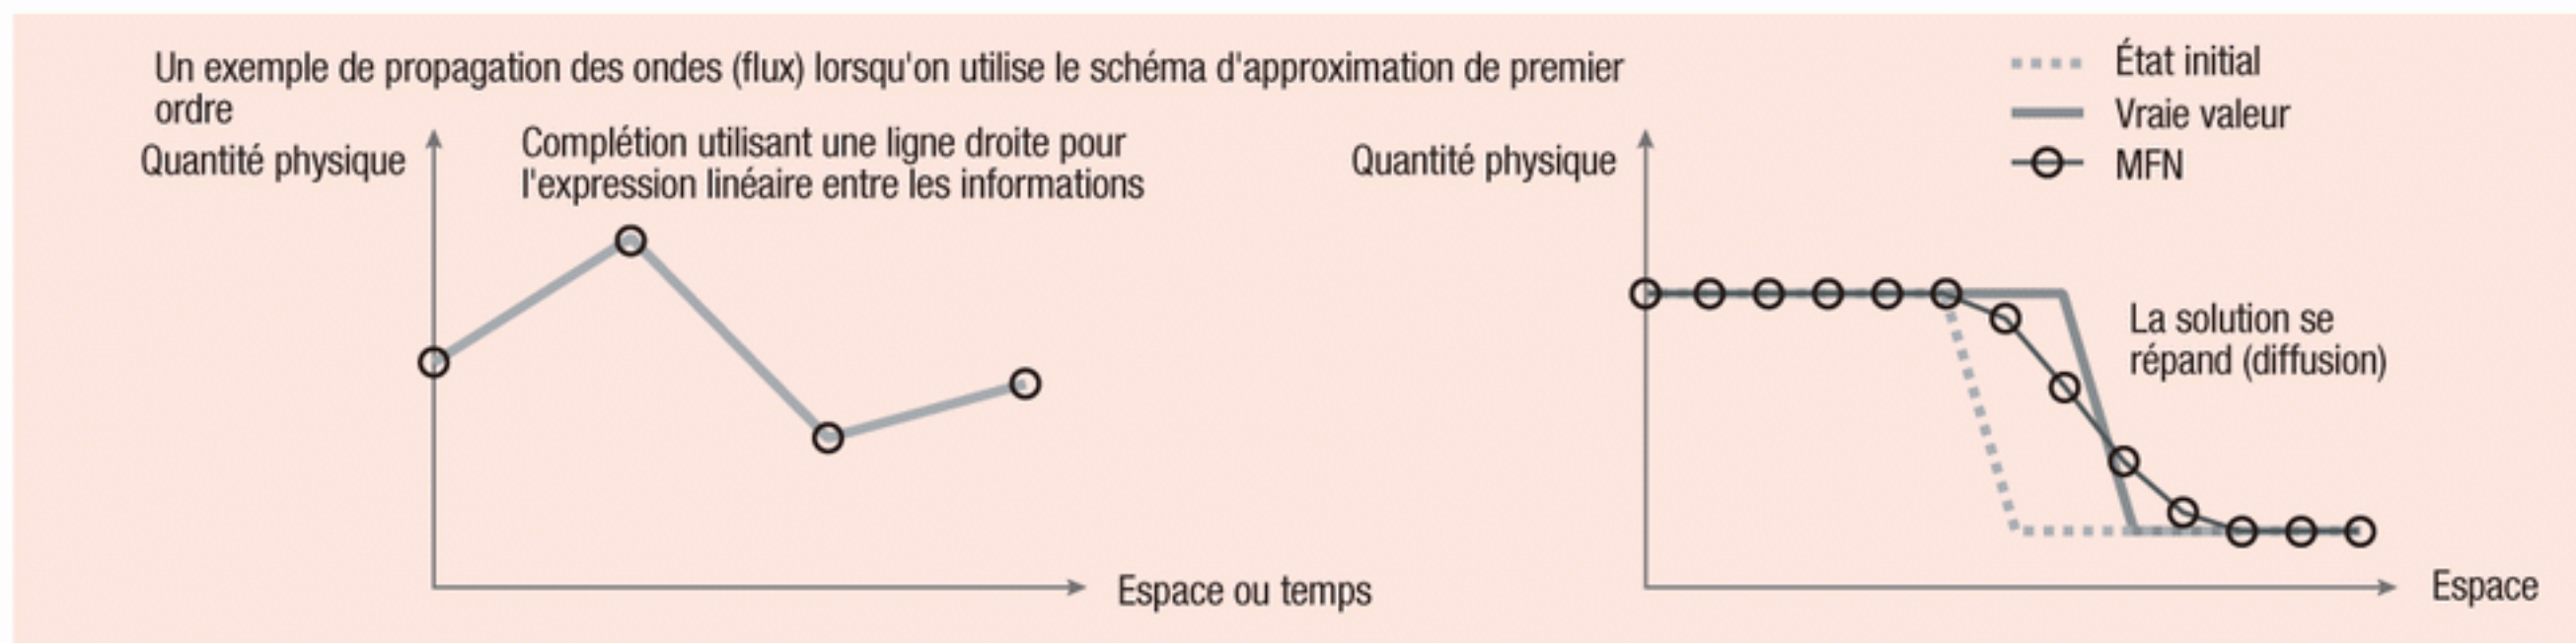 Un exemple de propagation des ondes (flux) lorsqu'on utilise le schéma d'approximation de premier
ordre
Quantité physique
Complétion utilisant une ligne droite pour
l'expression linéaire entre les informations
Espace ou temps
Quantité physique
État initial
Vraie valeur
MFN
La solution se
répand (diffusion)
Espace